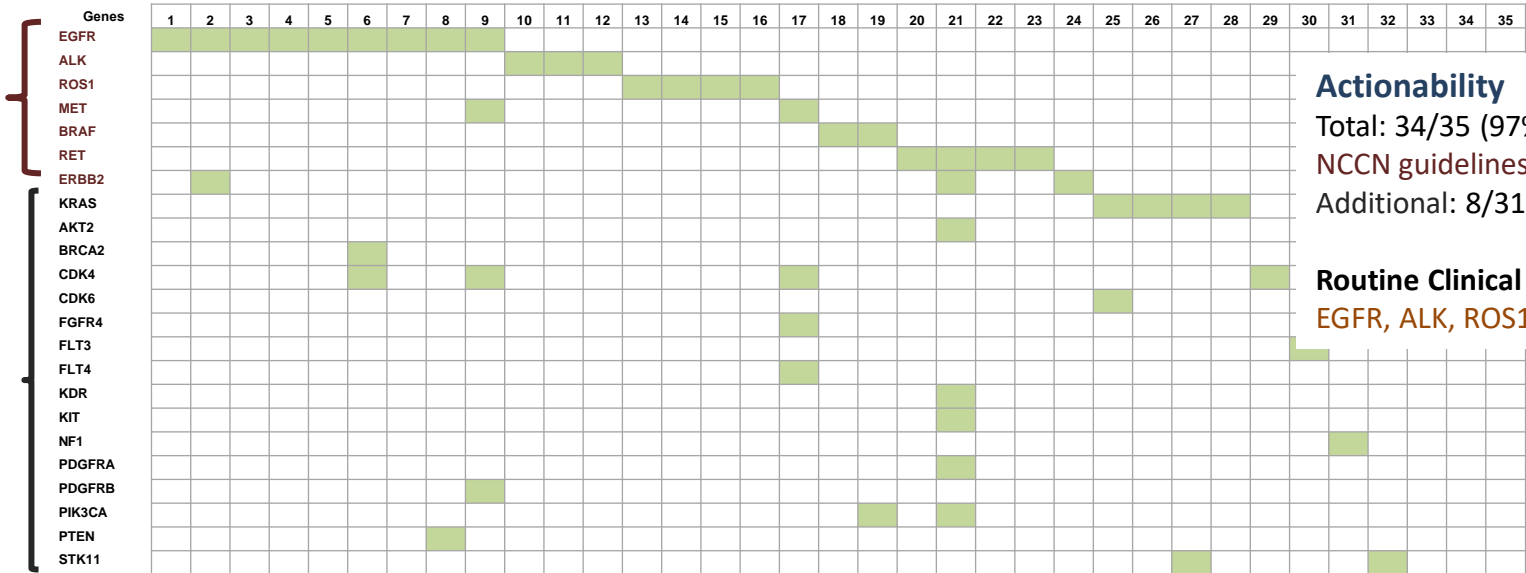 Genes 1 2 3 4 5 6 7 8 9 10 11 12 13 14 15 16 17 18 19 20 21 22 23 24 25 26 27 28 29 30 31 32 33 34 35
EGFR
ALK
ROS1
MET
BRAF
RET
ERBB2
KRAS
AKT2
BRCA2
CDK4
CDK6
FGFR4
FLT3
FLT4
KDR
KIT
NF1
PDGFRA
PDGFRB
PIK3CA
PTEN
STK11
Actionability
Total: 34/35 (97%
NCCN guidelines
Additional: 8/31
Routine Clinical
EGFR, ALK, ROS1